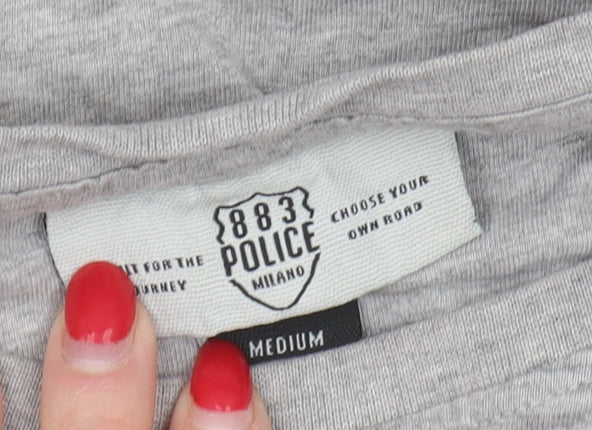 FOR THE
883
POLICE
MILANO
CHOOSE YOUR
OWN ROAD
MEDIUM